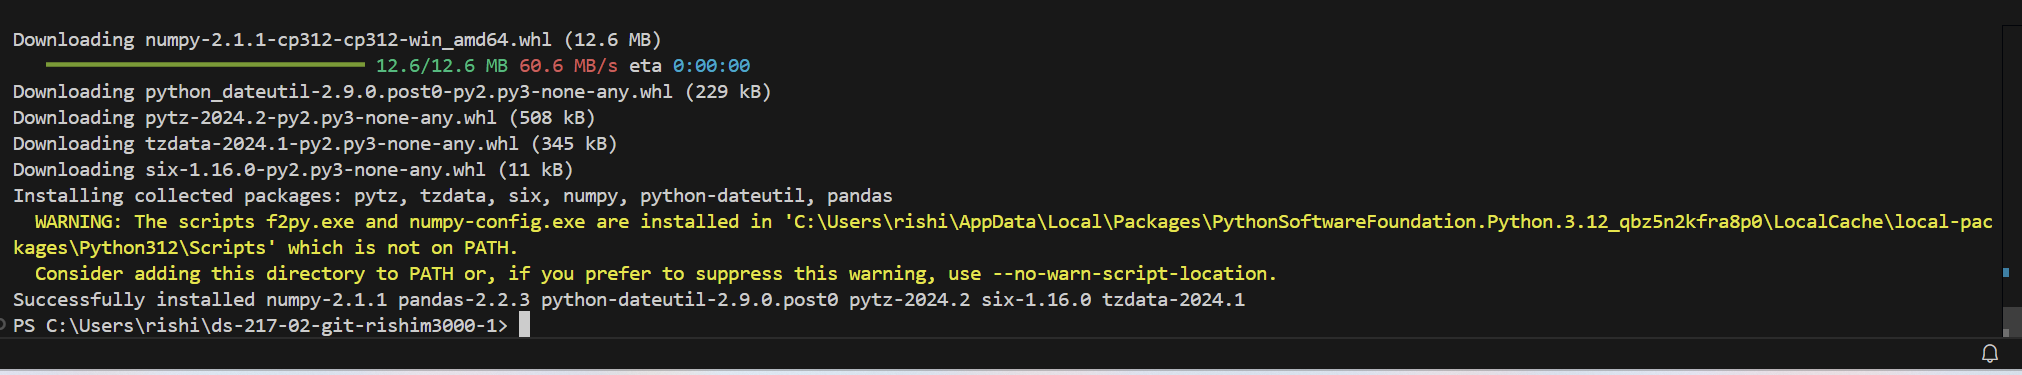 Downloading numpy-2.1.1-cp312-cp312-win_amd64.whl (12.6 MB)
12.6/12.6 MB 60.6 MB/s eta 0:00:00
Downloading python_dateutil-2.9.0.post0-py2.py3-none-any.whl (229 kB)
Downloading pytz-2024.2-py2.py3-none-any.whl (508 kB)
Downloading tzdata-2024.1-py2.py3-none-any.whl (345 kB)
Downloading six-1.16.0-py2.py3-none-any.whl (11 kB)
Installing collected packages: pytz, tzdata, six, numpy, python-dateutil, pandas
WARNING: The scripts f2py.exe and numpy-config.exe are installed in 'C:\Users\rishi\AppData\Local\Packages\PythonSoftwareFoundation.Python.3.12_qbz5n2kfra8p0\LocalCache\local-pac
kages\Python312\Scripts' which is not on PATH.
Consider adding this directory to PATH or, if you prefer to suppress this warning, use --no-warn-script-location.
Successfully installed numpy-2.1.1 pandas-2.2.3 python-dateutil-2.9.0.post0 pytz-2024.2 six-1.16.0 tzdata-2024.1
PS C:\Users\rishi\ds-217-02-git-rishim3000-1>